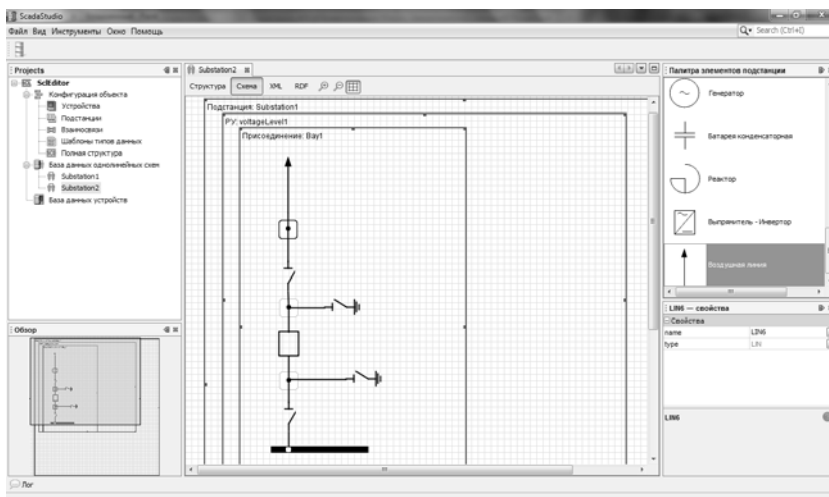 ScadaStudio
Файл Вид Инструменты Окно Помощь
Search (Ctrl+I)
Projects
SclEditor
Конфигурация объекта
Устройства
Подстанции
Взаимосвязи
Шаблоны типов данных
Полная структура
База данных однолинейных схем
Substation1
Substation2
База данных устройств
Обзор
Substation2
Структура Схема XML RDF
Подстанция: Substation1
РУ: voltageLevel1
Присоединение: Bay1
Палитра элементов подстанции
Генератор
Батарея конденсаторная
Реактор
Выпрямитель - Инвертор
Воздушная линия
LIN6 — свойства
Свойства
name LIN6
type LIN
LIN6
Лог